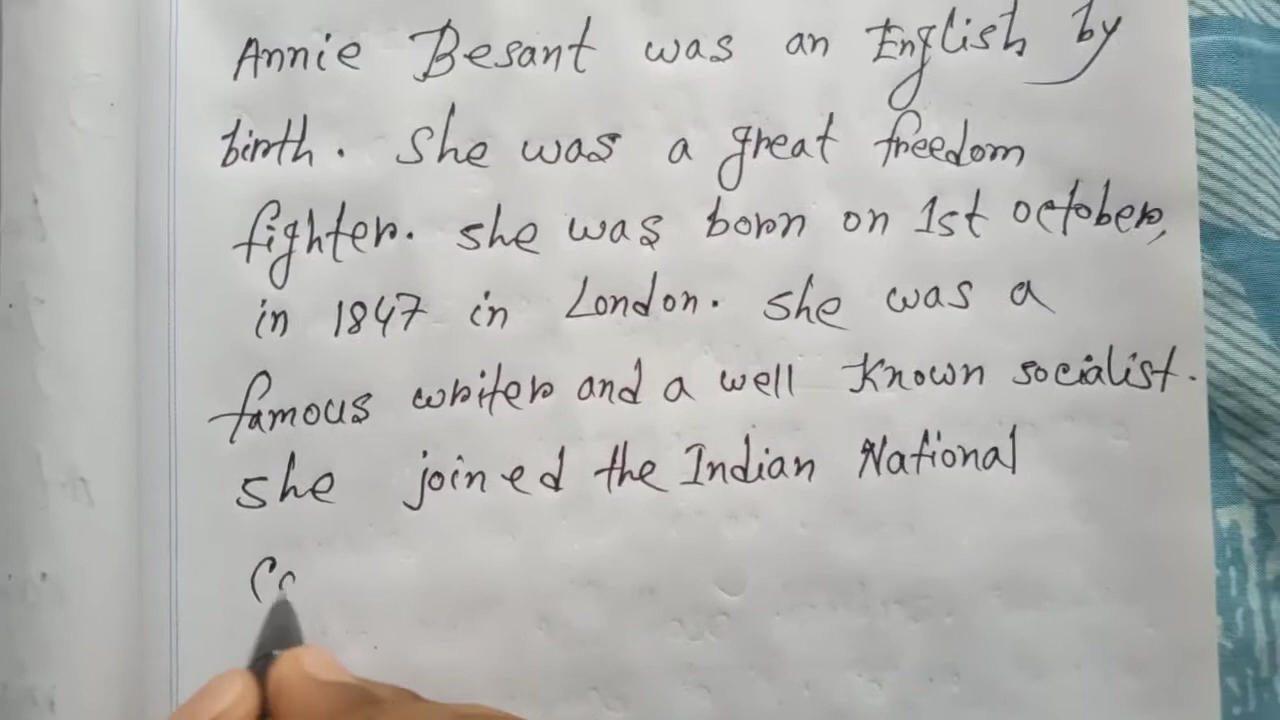 Annie Besant was an English by
birth. She was a great freedom
fighter. she was born on 1st october,
in 1847 in London. she was a
famous writer and a well known socialist.
she joined the Indian National
Co